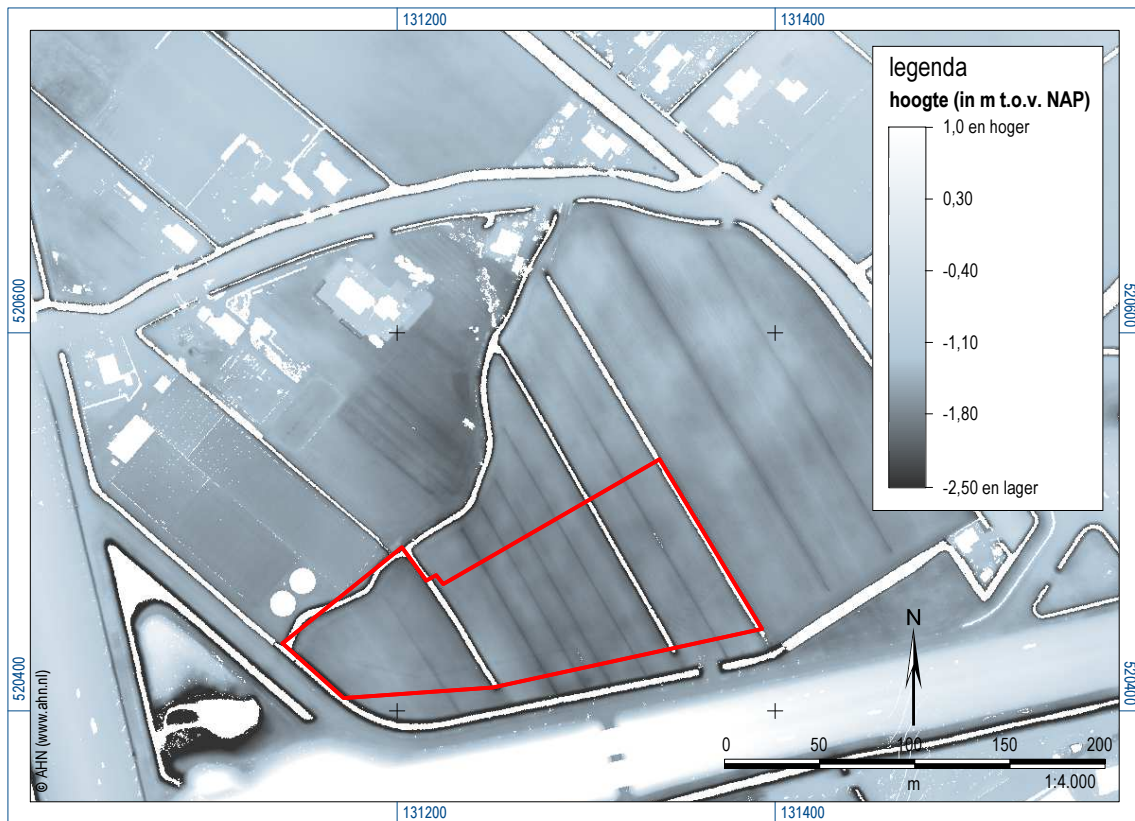 131200
131400
legenda
hoogte (in m t.o.v. NAP)
1,0 en hoger
0,30
-0,40
-1,10
-1,80
-2,50 en lager
520600
520600
520400
520400
N
0 50 100 150 200
m
1:4.000
© AHN (www.ahn.nl)
131200
131400